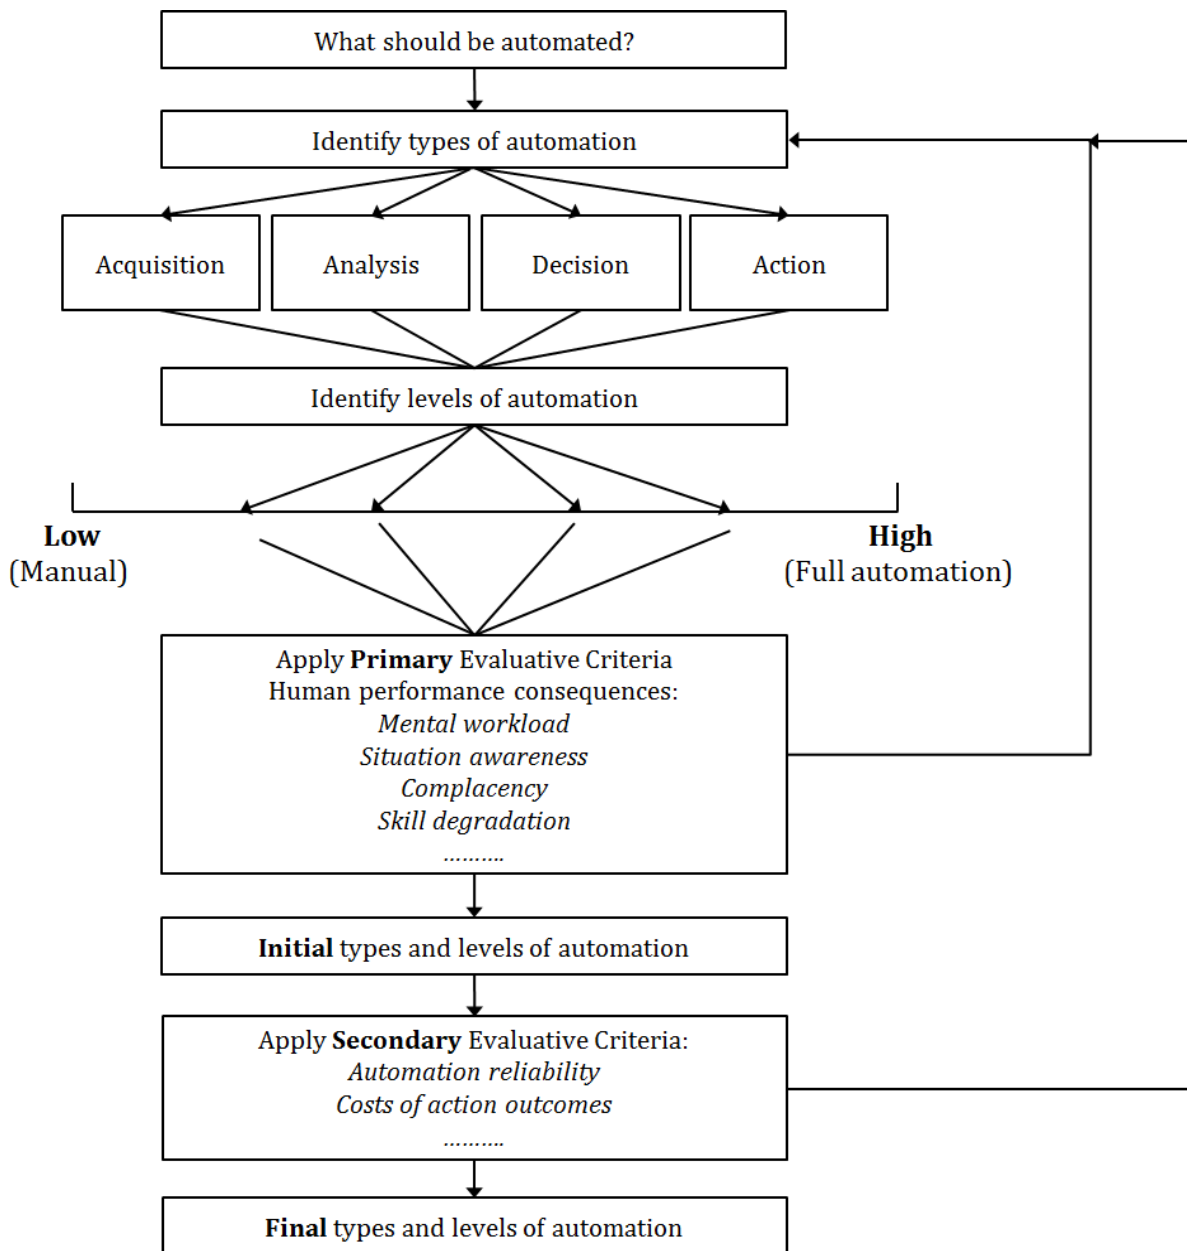 What should be automated?
Identify types of automation
Acquisition
Analysis
Decision
Action
Identify levels of automation
Low
(Manual)
High
(Full automation)
Apply Primary Evaluative Criteria
Human performance consequences:
Mental workload
Situation awareness
Complacency
Skill degradation
..........
Initial types and levels of automation
Apply Secondary Evaluative Criteria:
Automation reliability
Costs of action outcomes
..........
Final types and levels of automation